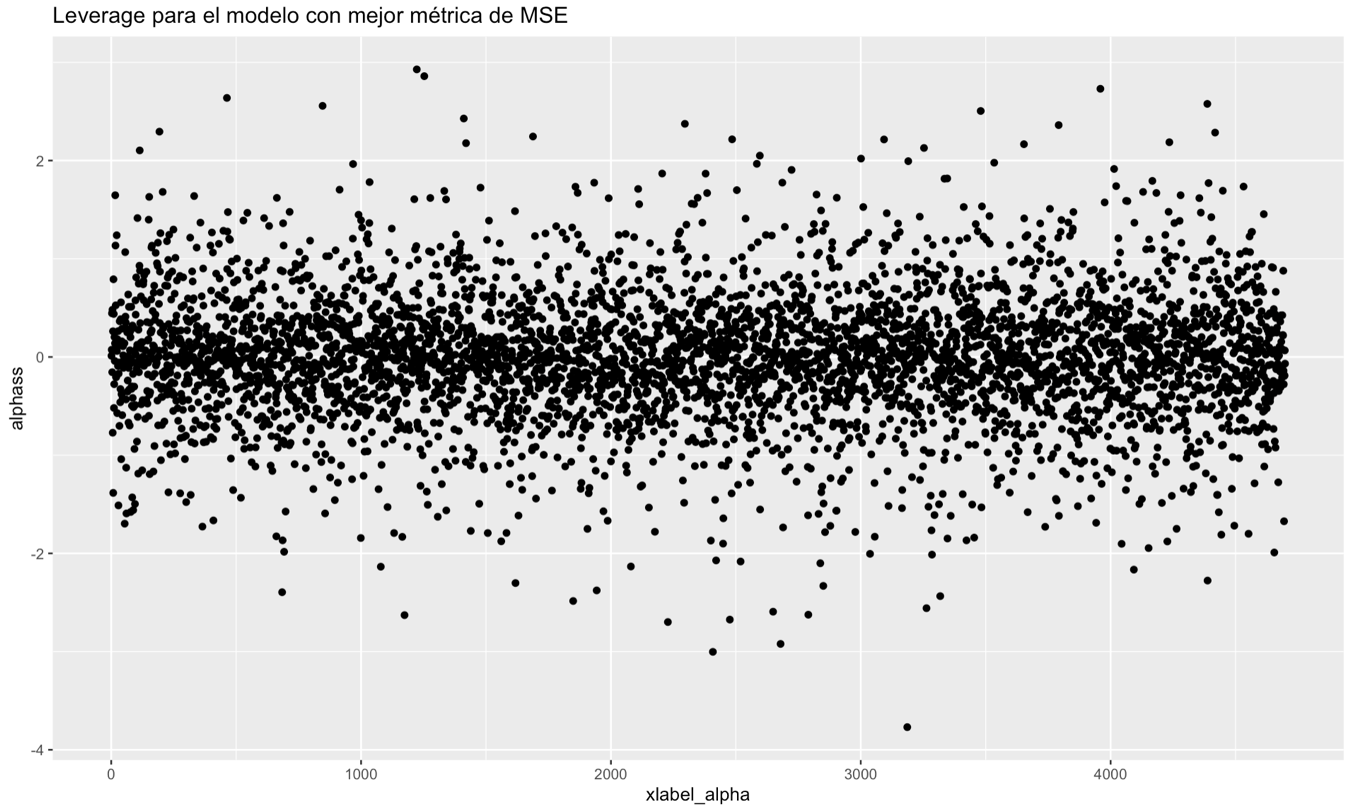 Leverage para el modelo con mejor métrica de MSE
2
0
-2
-4
alphass
0 1000 2000 3000 4000
xlabel_alpha